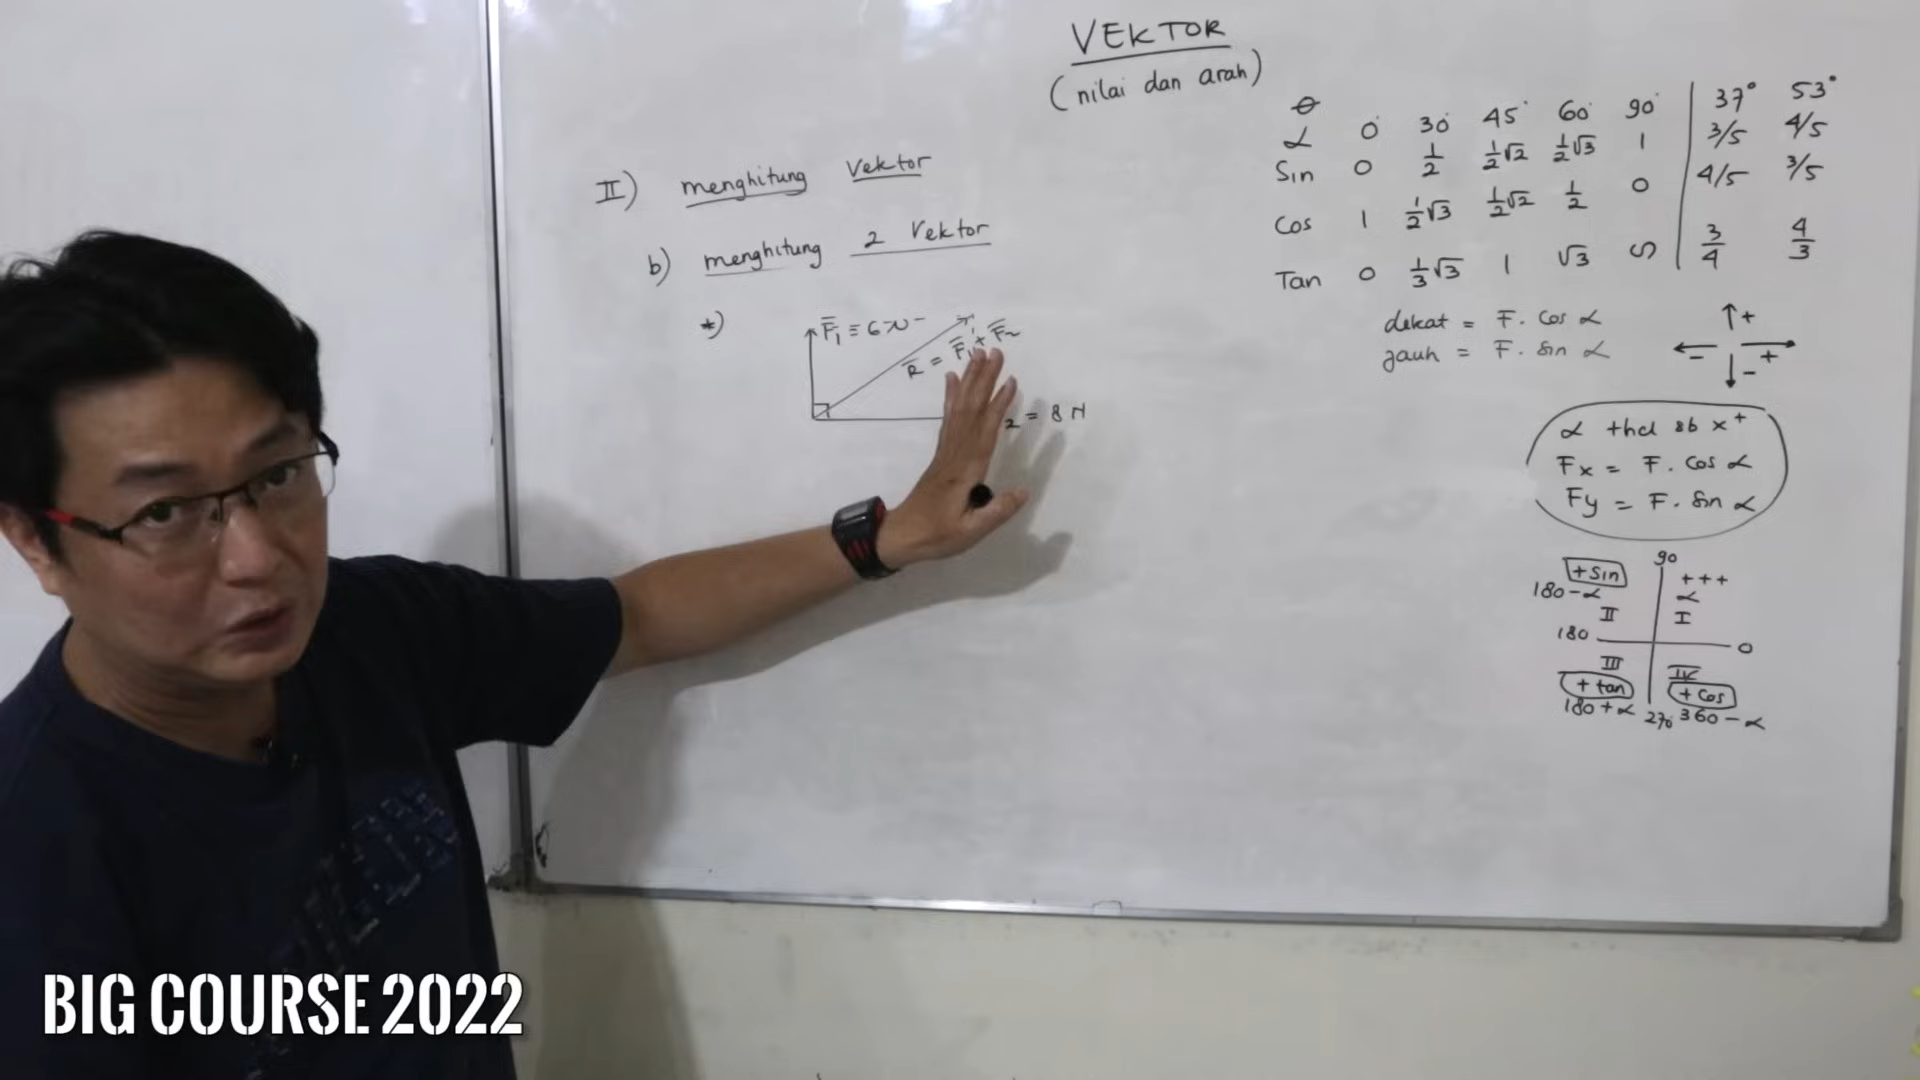 VEKTOR
(nilai dan arah)
II) menghitung Vektor
b) menghitung 2 Vektor
*)
F̅₁ = 6 N
R̅ = F̅₁ + F̅₂
₂ = 8 N
θ
α 0° 30° 45° 60° 90° 37° 53°
Sin 0 1/2 1/2√2 1/2√3 1 3/5 4/5
Cos 1 1/2√3 1/2√2 1/2 0 4/5 3/5
Tan 0 1/3√3 1 √3 ∽ 3/4 4/3
dekat = F. Cos α
jauh = F. sin α
+
- +
-
α thd sb x+
Fx = F. Cos α
Fy = F. sin α
90
+sin +++
180-α α
II I
180 0
III IV
+ tan + cos
180+α 270 360-α
BIG COURSE 2022